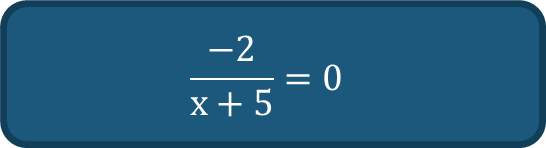 −2
x + 5 = 0